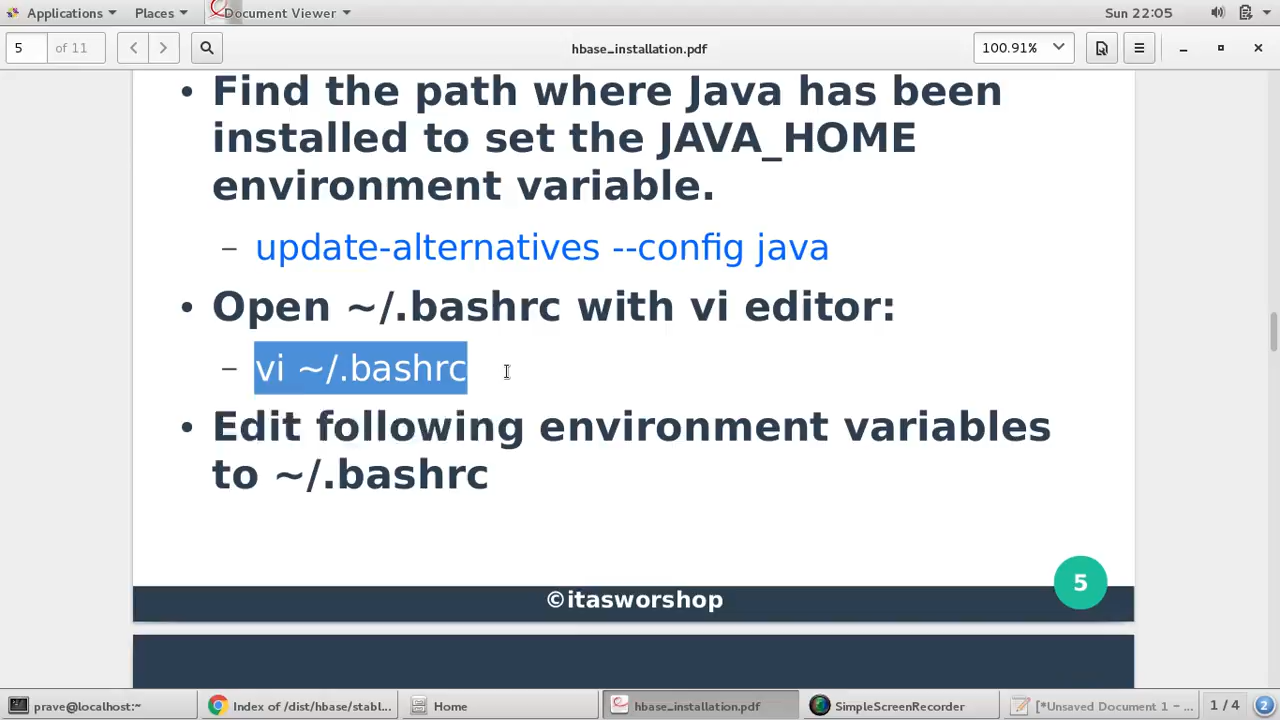 Applications Places Document Viewer Sun 22:05
5 of 11 hbase_installation.pdf 100.91%
• Find the path where Java has been
installed to set the JAVA_HOME
environment variable.
– update-alternatives --config java
• Open ~/.bashrc with vi editor:
– vi ~/.bashrc
• Edit following environment variables
to ~/.bashrc
5
©itasworshop
prave@localhost:~ Index of /dist/hbase/stabl... Home hbase_installation.pdf SimpleScreenRecorder [*Unsaved Document 1 – ... 1 / 4 2